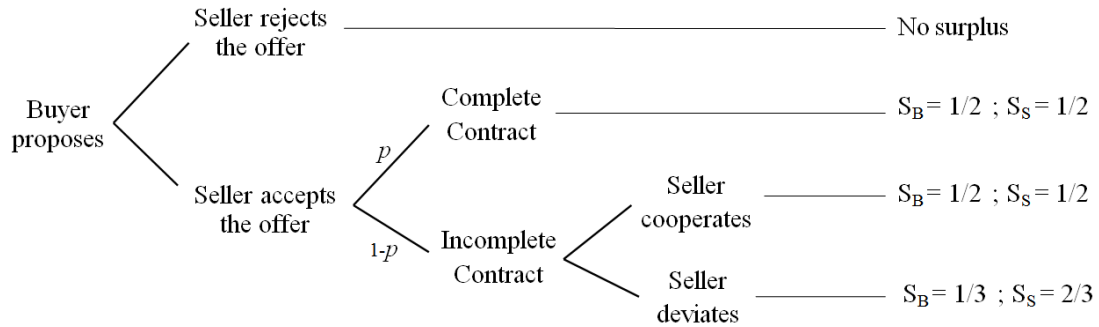 Seller rejects
the offer
No surplus
Buyer
proposes
Complete
Contract
S_B = 1/2 ; S_S = 1/2
p
Seller accepts
the offer
1-p
Incomplete
Contract
Seller
cooperates
S_B = 1/2 ; S_S = 1/2
Seller
deviates
S_B = 1/3 ; S_S = 2/3